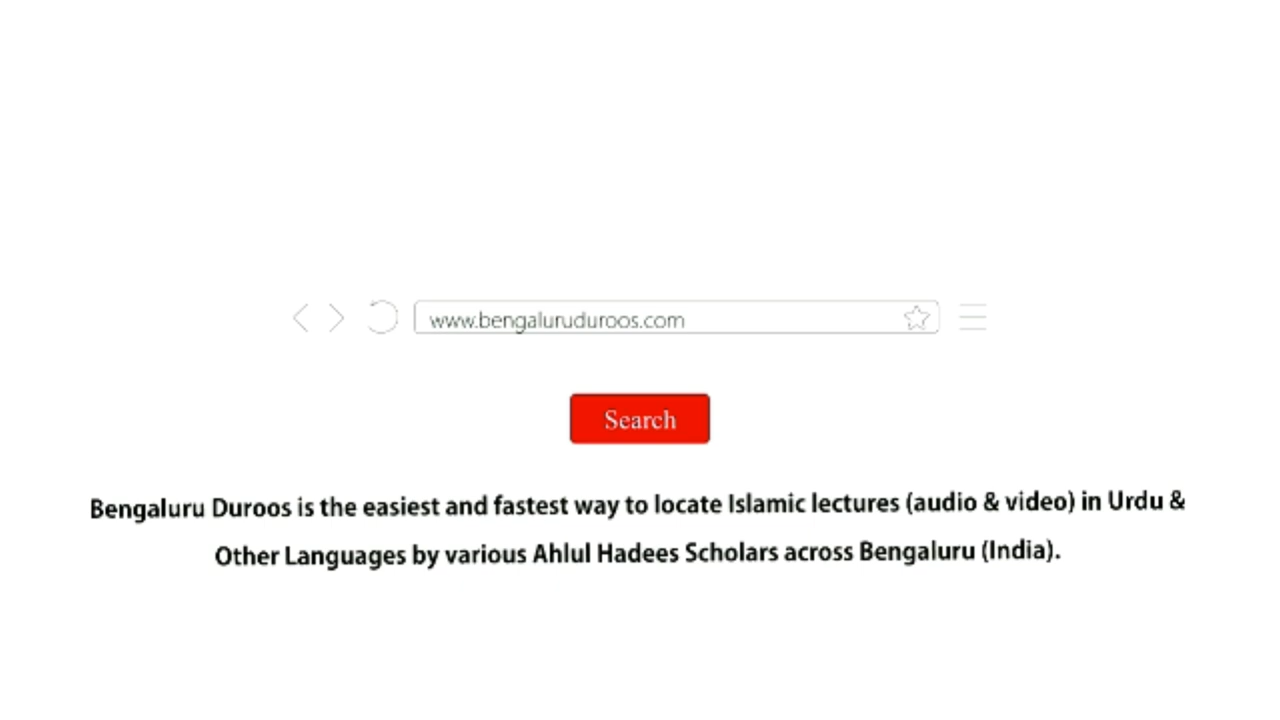 www.bengaluruduroos.com
Search
Bengaluru Duroos is the easiest and fastest way to locate Islamic lectures (audio & video) in Urdu &
Other Languages by various Ahlul Hadees Scholars across Bengaluru (India).